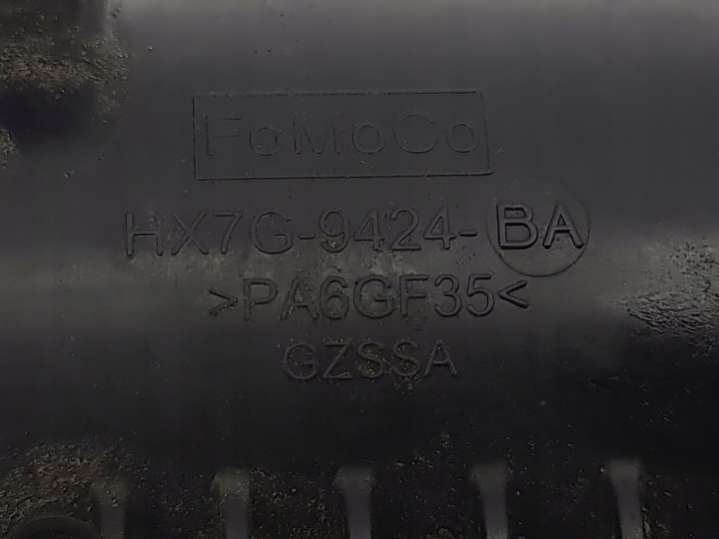 FoMoCo
HX7G-9424-BA
>PA6GF35<
GZSSA